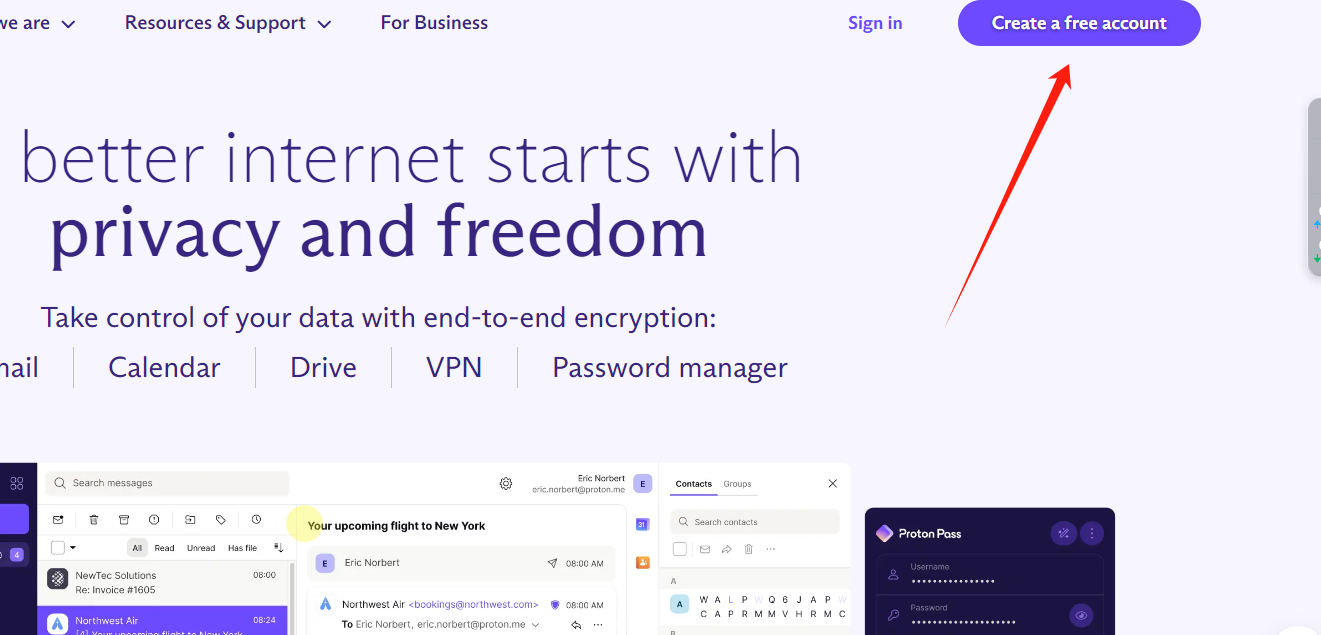 we are
Resources & Support
For Business
Sign in
Create a free account
better internet starts with
privacy and freedom
Take control of your data with end-to-end encryption:
Calendar
Drive
VPN
Password manager
Search messages
Eric Norbert
eric.norbert@proton.me
E
All
Read
Unread
Has file
4
NewTec Solutions
08:00
Re: Invoice #1605
Northwest Air
08:24
[4] Your upcoming flight to New York
Your upcoming flight to New York
E
Eric Norbert
08:00 AM
Northwest Air <bookings@northwest.com>
08:00 AM
To Eric Norbert, eric.norbert@proton.me
31
Contacts
Groups
Search contacts
A
A
W A L P W Q 6 J A P W
C A P R M M V H R M C
Proton Pass
Username
Password